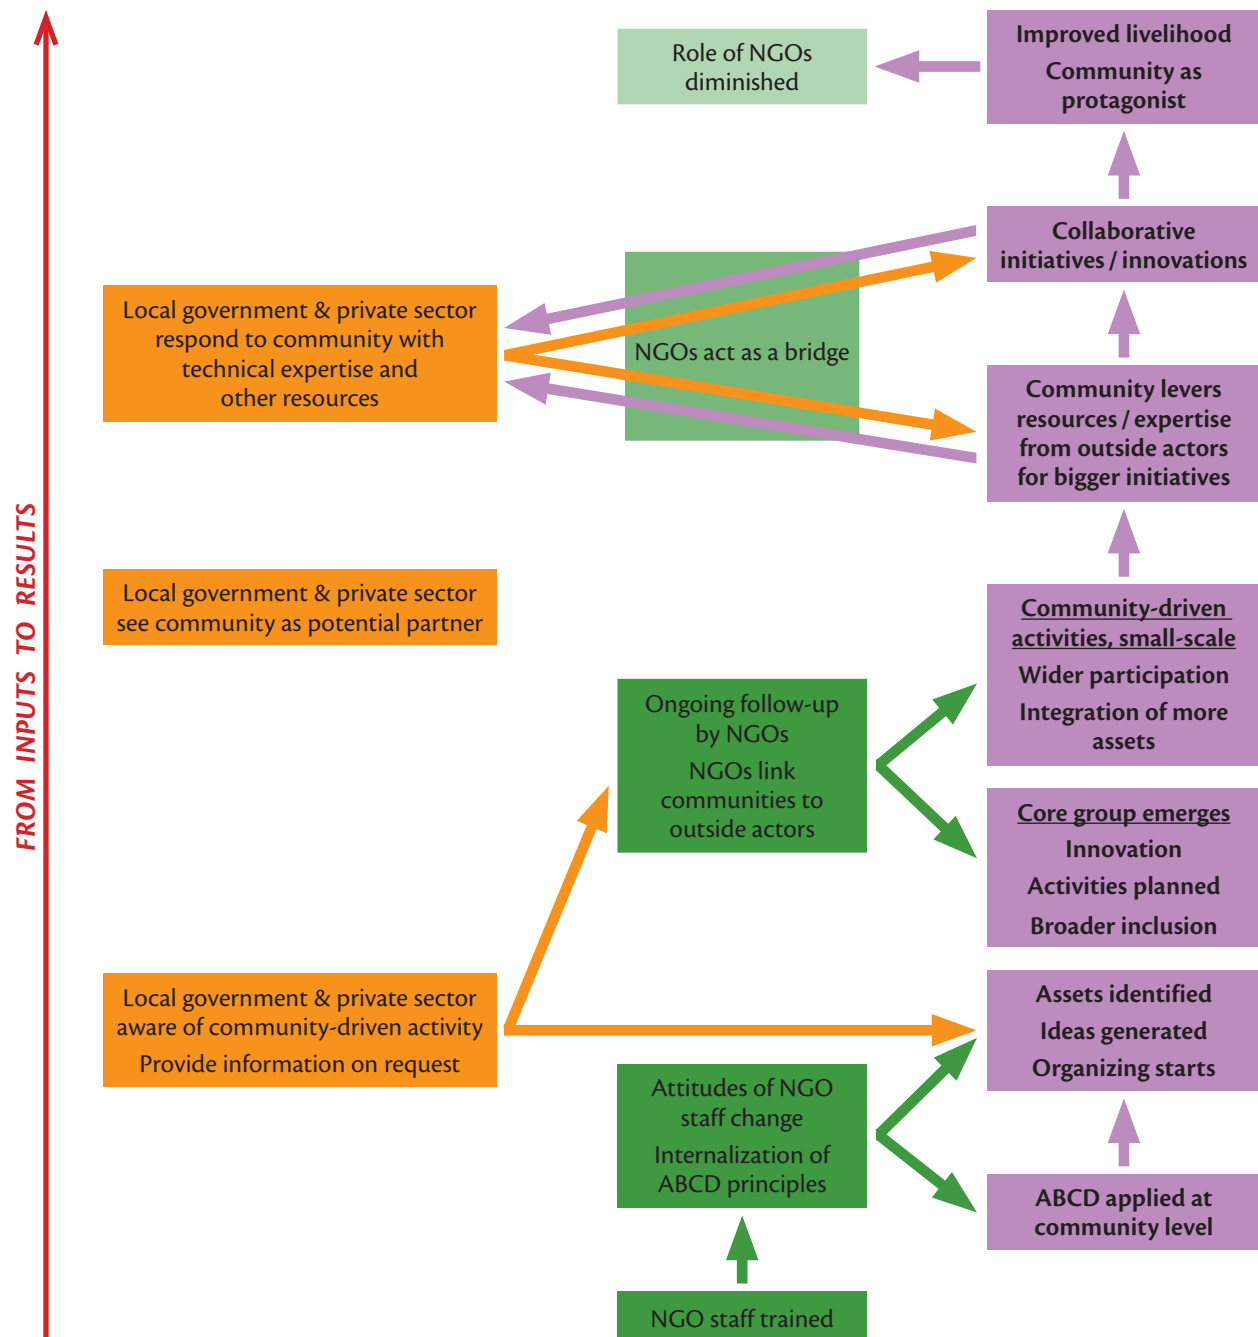 Role of NGOs
diminished
Improved livelihood
Community as
protagonist
Collaborative
initiatives / innovations
Local government & private sector
respond to community with
technical expertise and
other resources
NGOs act as a bridge
Community levers
resources / expertise
from outside actors
for bigger initiatives
FROM INPUTS TO RESULTS
Local government & private sector
see community as potential partner
Community-driven
activities, small-scale
Wider participation
Integration of more
assets
Ongoing follow-up
by NGOs
NGOs link
communities to
outside actors
Core group emerges
Innovation
Activities planned
Broader inclusion
Local government & private sector
aware of community-driven activity
Provide information on request
Assets identified
Ideas generated
Organizing starts
Attitudes of NGO
staff change
Internalization of
ABCD principles
ABCD applied at
community level
NGO staff trained